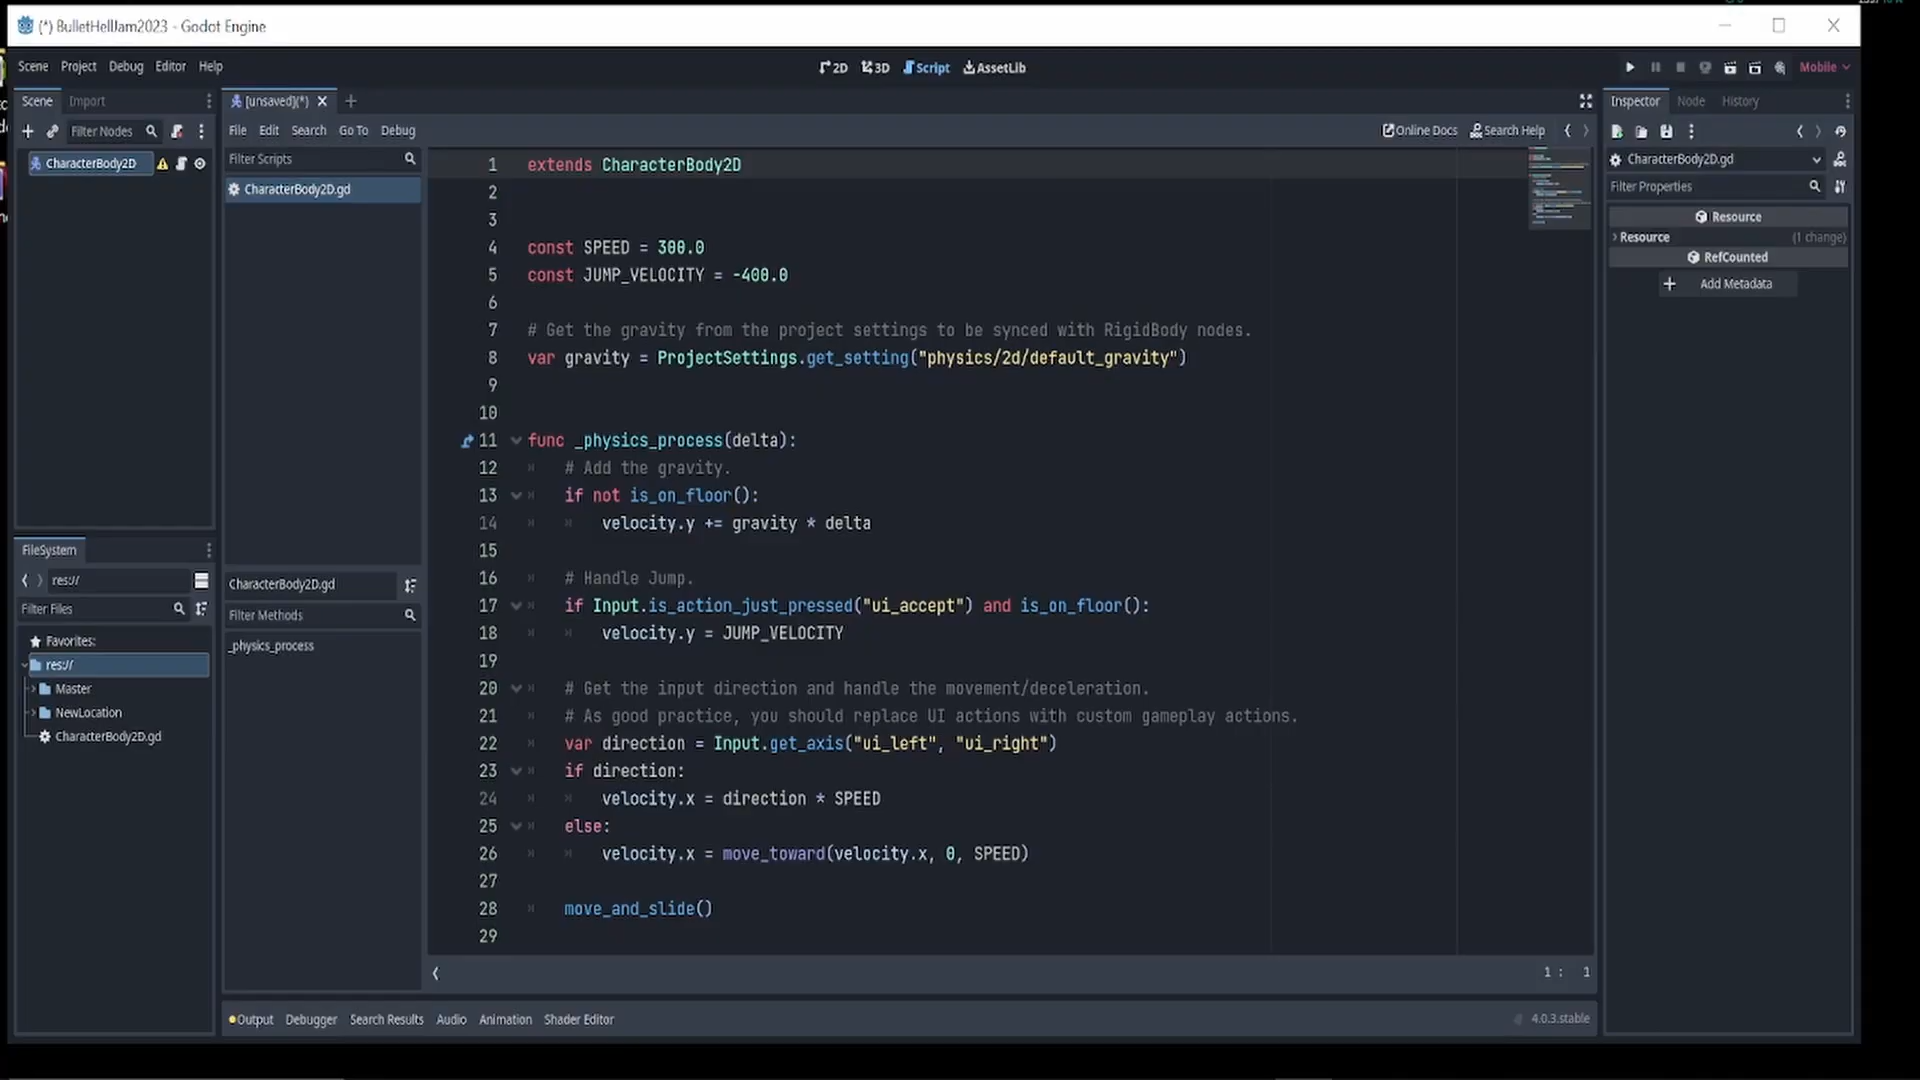 (*) BulletHellJam2023 - Godot Engine
Scene Project Debug Editor Help
2D 3D Script AssetLib
Mobile
Scene Import
[unsaved](*)
Inspector Node History
Filter Nodes
File Edit Search Go To Debug
Online Docs Search Help
CharacterBody2D
Filter Scripts
CharacterBody2D.gd
CharacterBody2D.gd
Filter Properties
Resource
Resource (1 change)
RefCounted
Add Metadata
1 extends CharacterBody2D
2
3
4 const SPEED = 300.0
5 const JUMP_VELOCITY = -400.0
6
7 # Get the gravity from the project settings to be synced with RigidBody nodes.
8 var gravity = ProjectSettings.get_setting("physics/2d/default_gravity")
9
10
11 func _physics_process(delta):
12 # Add the gravity.
13 if not is_on_floor():
14 velocity.y += gravity * delta
15
16 # Handle Jump.
17 if Input.is_action_just_pressed("ui_accept") and is_on_floor():
18 velocity.y = JUMP_VELOCITY
19
20 # Get the input direction and handle the movement/deceleration.
21 # As good practice, you should replace UI actions with custom gameplay actions.
22 var direction = Input.get_axis("ui_left", "ui_right")
23 if direction:
24 velocity.x = direction * SPEED
25 else:
26 velocity.x = move_toward(velocity.x, 0, SPEED)
27
28 move_and_slide()
29
FileSystem
res://
Filter Files
Favorites:
res://
Master
NewLocation
CharacterBody2D.gd
CharacterBody2D.gd
Filter Methods
_physics_process
1 : 1
Output Debugger Search Results Audio Animation Shader Editor
4.0.3.stable